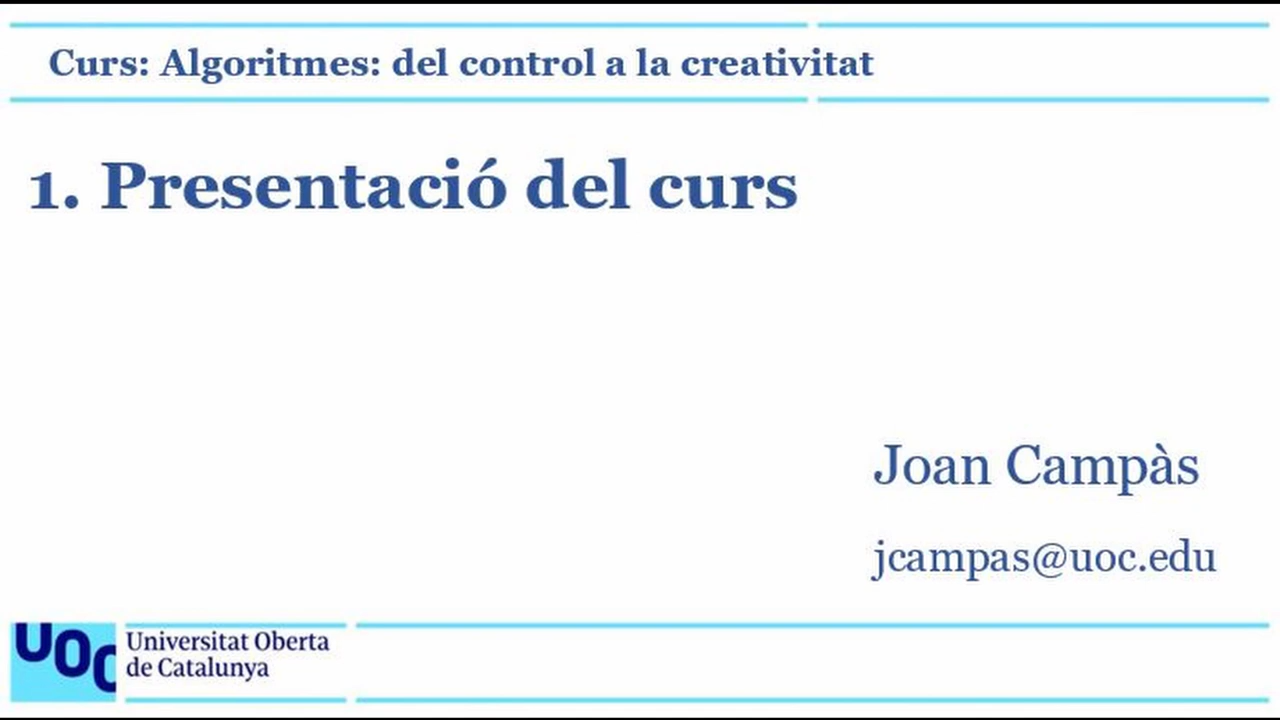 Curs: Algoritmes: del control a la creativitat
1. Presentació del curs
Joan Campàs
jcampas@uoc.edu
UOC
Universitat Oberta
de Catalunya